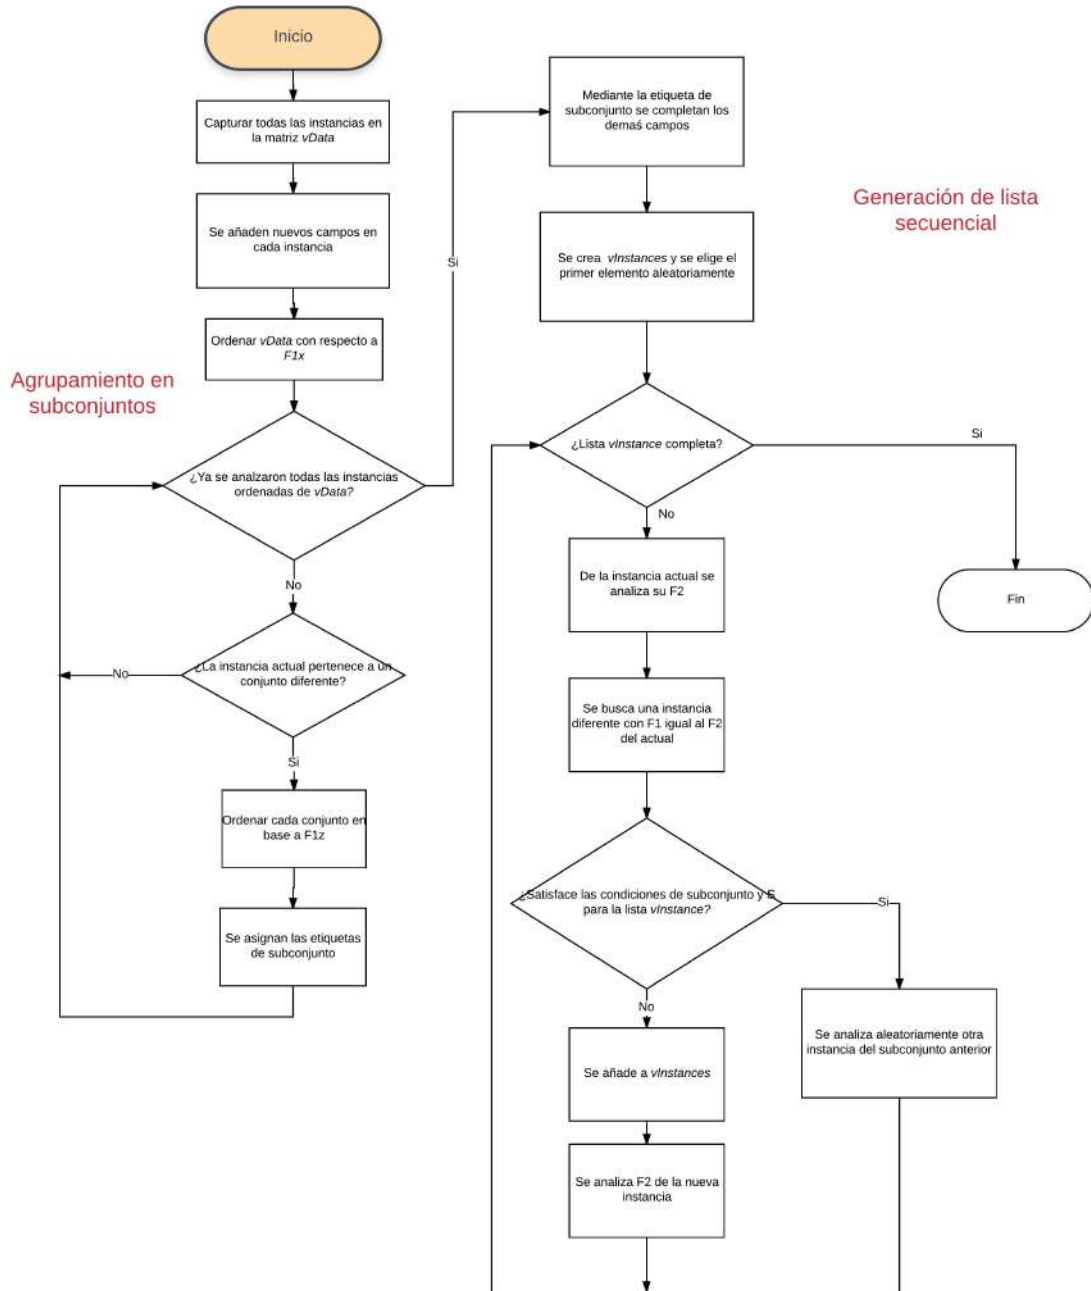 Inicio
Capturar todas las instancias en
la matriz vData
Se añaden nuevos campos en
cada instancia
Ordenar vData con respecto a
F1x
Agrupamiento en
subconjuntos
¿Ya se analzaron todas las instancias
ordenadas de vData?
Si
No
¿La instancia actual pertenece a un
conjunto diferente?
No
Si
Ordenar cada conjunto en
base a F1z
Se asignan las etiquetas
de subconjunto
Mediante la etiqueta de
subconjunto se completan los
demaś campos
Generación de lista
secuencial
Se crea vInstances y se elige el
primer elemento aleatoriamente
¿Lista vInstance completa?
Si
No
Fin
De la instancia actual se
analiza su F2
Se busca una instancia
diferente con F1 igual al F2
del actual
¿Satisface las condiciones de subconjunto y S
para la lista vInstance?
Si
No
Se analiza aleatoriamente otra
instancia del subconjunto anterior
Se añade a vInstances
Se analiza F2 de la nueva
instancia